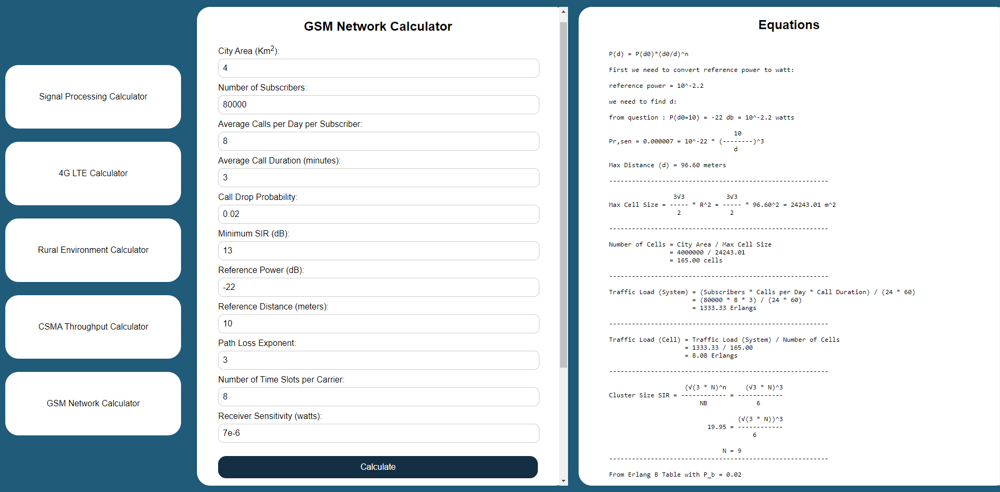 Signal Processing Calculator
4G LTE Calculator
Rural Environment Calculator
CSMA Throughput Calculator
GSM Network Calculator
GSM Network Calculator
City Area (Km²):
4
Number of Subscribers:
80000
Average Calls per Day per Subscriber:
8
Average Call Duration (minutes):
3
Call Drop Probability:
0.02
Minimum SIR (dB):
13
Reference Power (dB):
-22
Reference Distance (meters):
10
Path Loss Exponent:
3
Number of Time Slots per Carrier:
8
Receiver Sensitivity (watts):
7e-6
Calculate
Equations
P(d) = P(d0)*(d0/d)^n
First we need to convert reference power to watt:
reference power = 10^-2.2
we need to find d:
from question : P(d0=10) = -22 db = 10^-2.2 watts
10
Pr,sen = 0.000007 = 10^-22 * (--------)^3
d
Max Distance (d) = 96.60 meters
----------------------------------------------------------
3√3 3√3
Max Cell Size = ----- * R^2 = ----- * 96.60^2 = 24243.01 m^2
2 2
----------------------------------------------------------
Number of Cells = City Area / Max Cell Size
= 4000000 / 24243.01
= 165.00 cells
----------------------------------------------------------
Traffic Load (System) = (Subscribers * Calls per Day * Call Duration) / (24 * 60)
= (80000 * 8 * 3) / (24 * 60)
= 1333.33 Erlangs
----------------------------------------------------------
Traffic Load (Cell) = Traffic Load (System) / Number of Cells
= 1333.33 / 165.00
= 8.08 Erlangs
----------------------------------------------------------
(√(3 * N)^n (√3 * N)^3
Cluster Size SIR = ------------ = ------------
NB 6
(√(3 * N))^3
19.95 = ------------
6
N = 9
----------------------------------------------------------
From Erlang B Table with P_b = 0.02